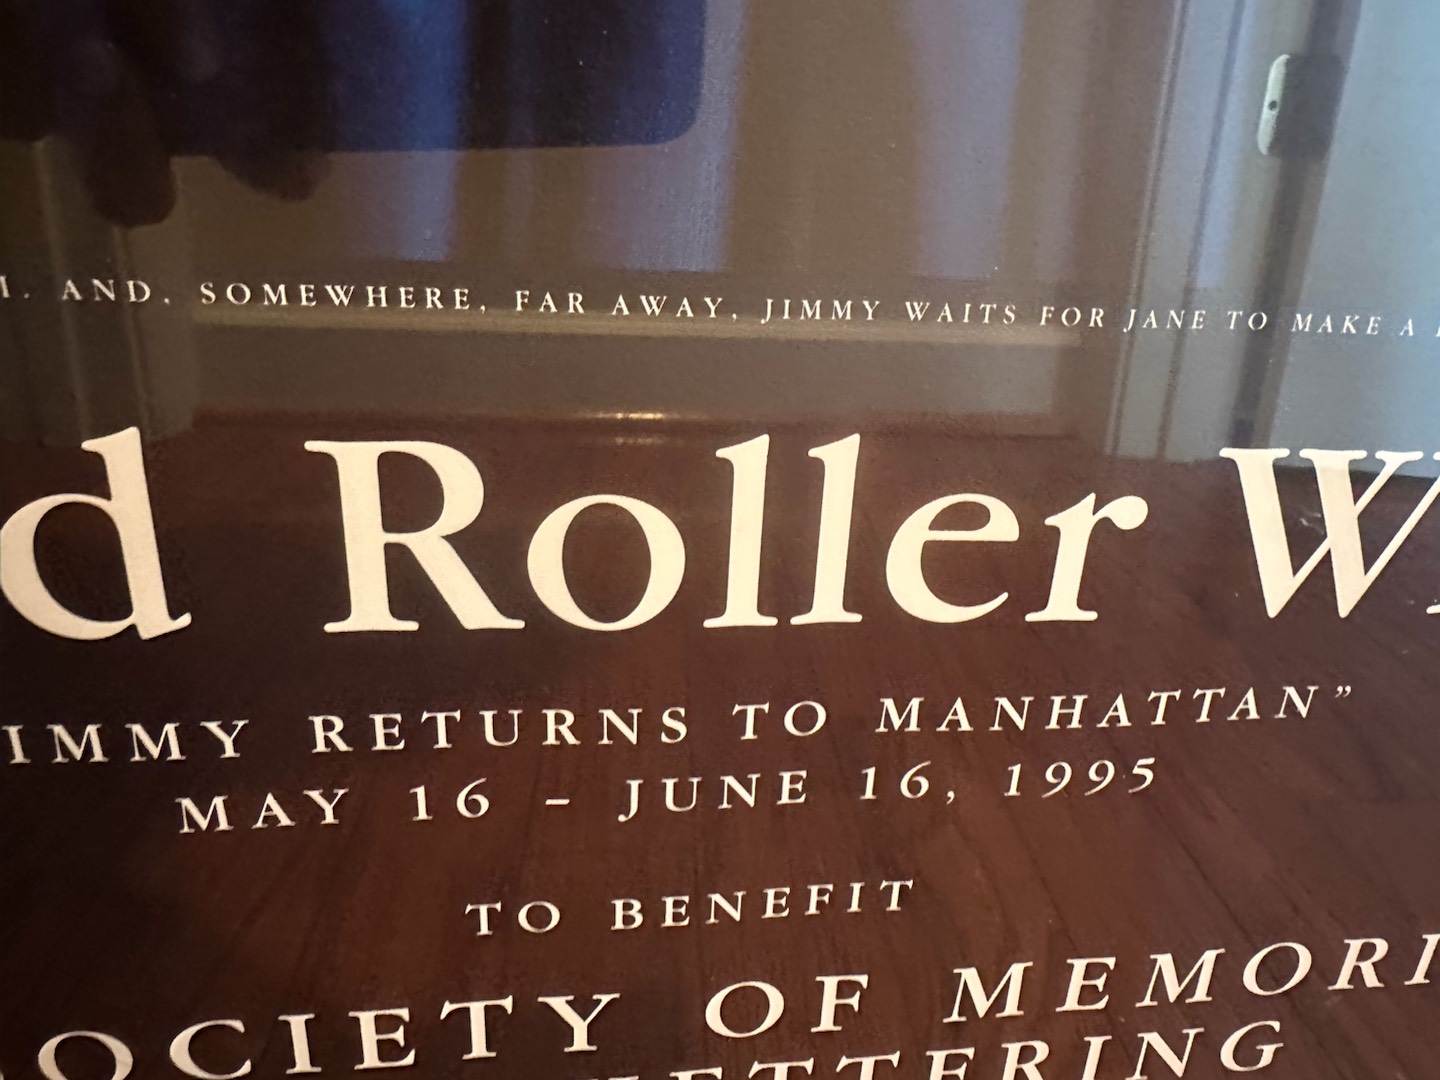 . AND, SOMEWHERE, FAR AWAY, JIMMY WAITS FOR JANE TO MAKE A
d Roller W
IMMY RETURNS TO MANHATTAN”
MAY 16 – JUNE 16, 1995
TO BENEFIT
OCIETY OF MEMORI
ETTERING